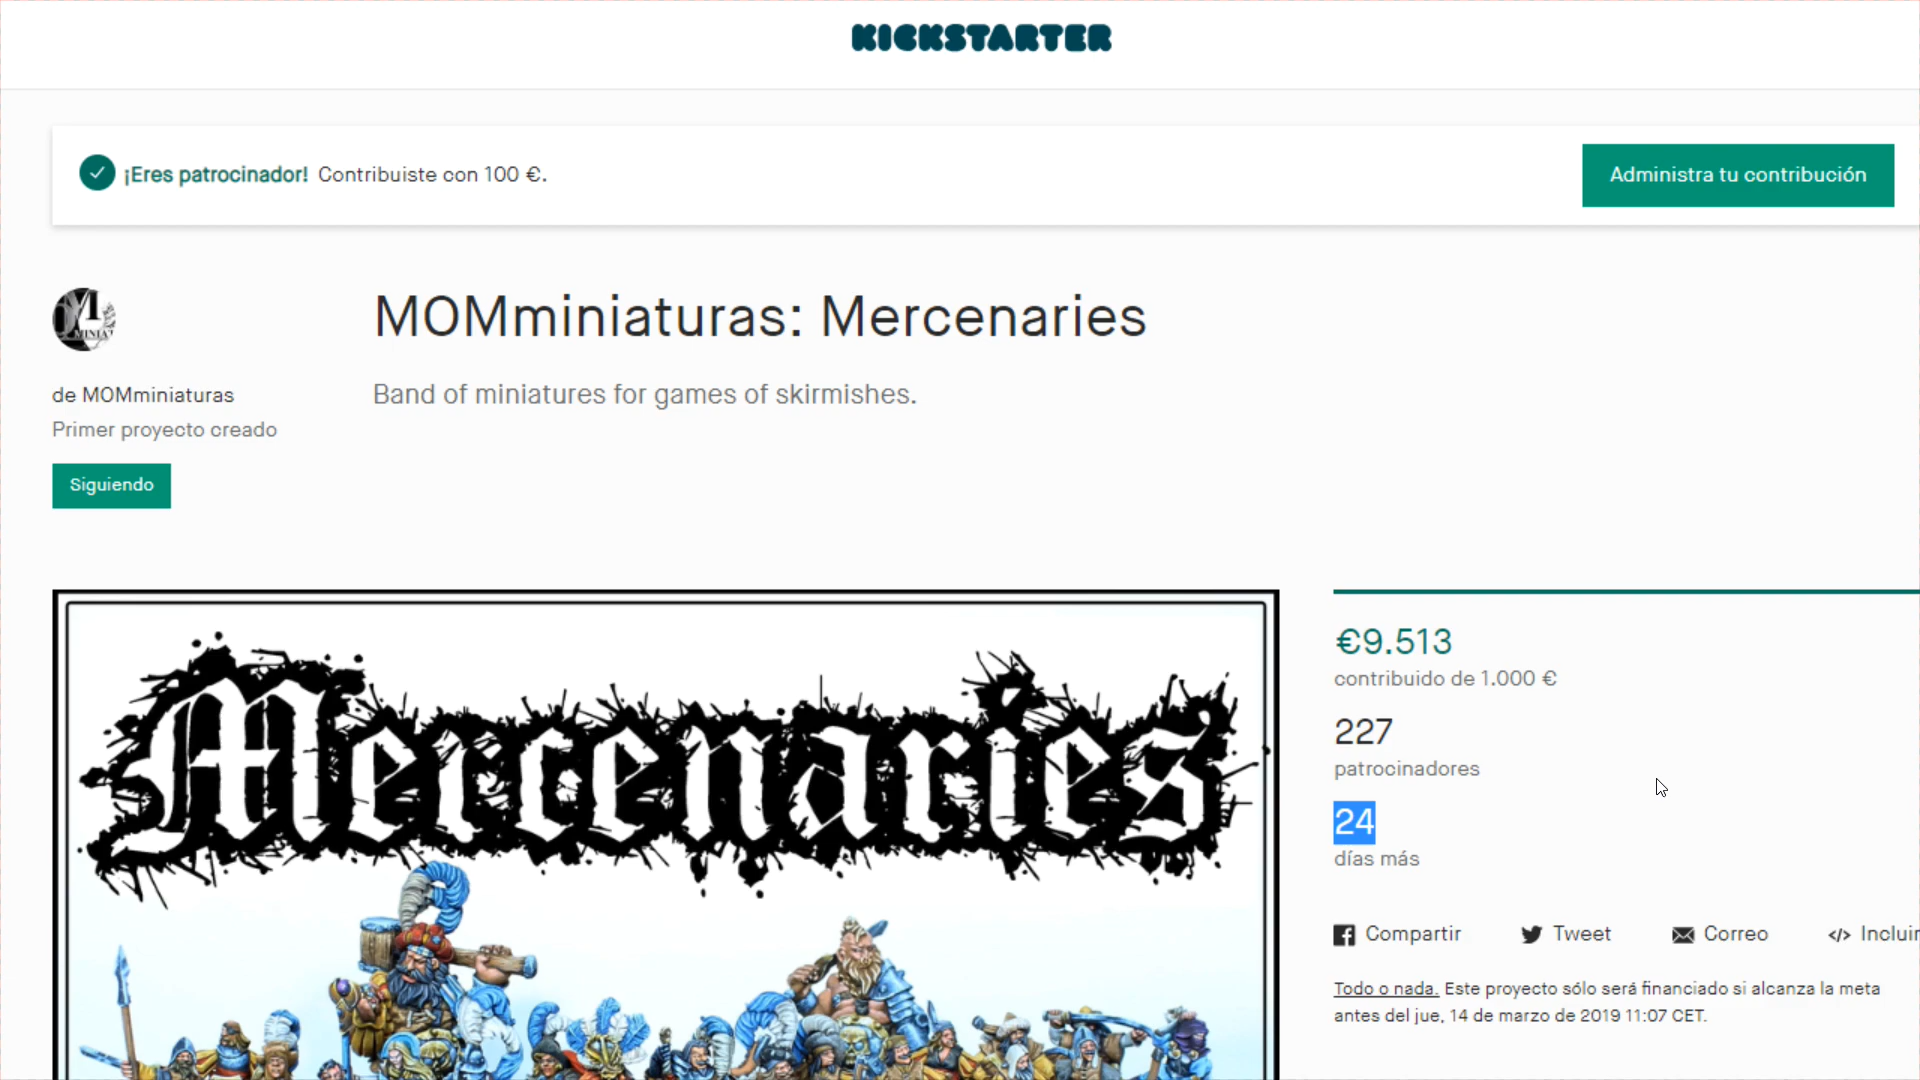 KICKSTARTER
¡Eres patrocinador! Contribuiste con 100 €.
Administra tu contribución
MINIA
de MOMminiaturas
Primer proyecto creado
Siguiendo
MOMminiaturas: Mercenaries
Band of miniatures for games of skirmishes.
Mercenaries
€9.513
contribuido de 1.000 €
227
patrocinadores
24
días más
Compartir
Tweet
Correo
</> Incluir
Todo o nada. Este proyecto sólo será financiado si alcanza la meta
antes del jue, 14 de marzo de 2019 11:07 CET.